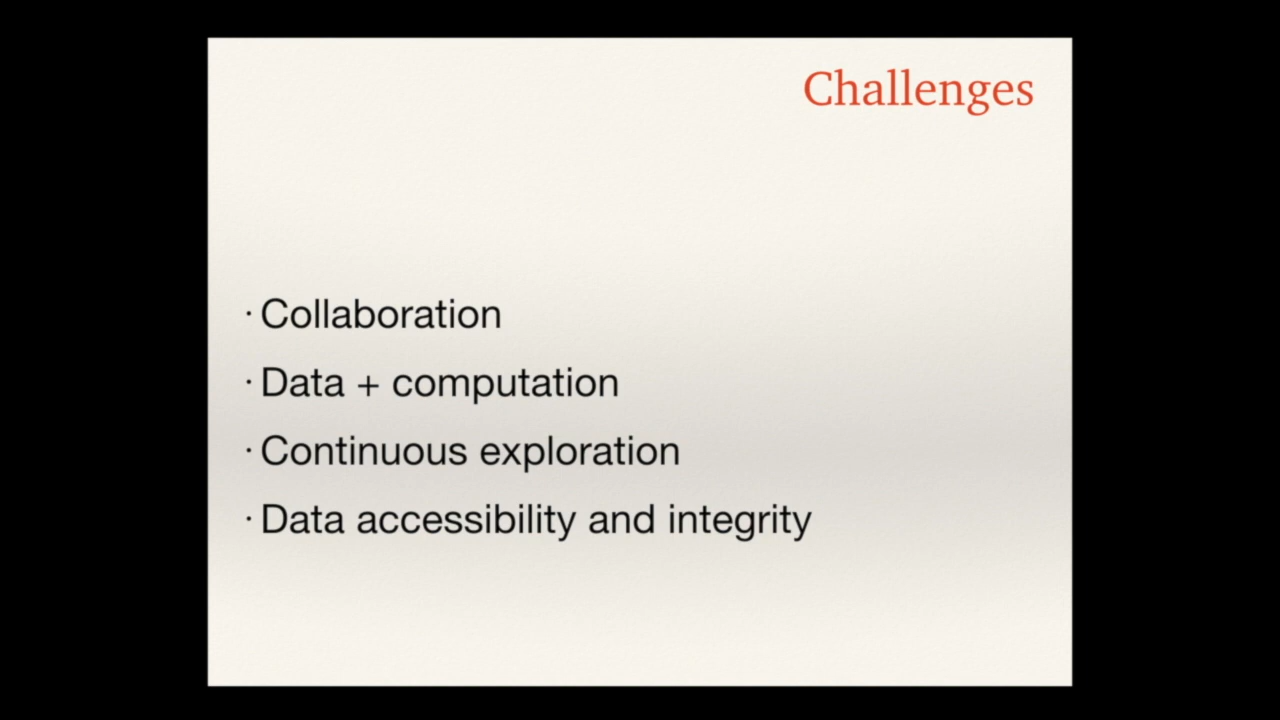 Challenges
· Collaboration
· Data + computation
· Continuous exploration
· Data accessibility and integrity